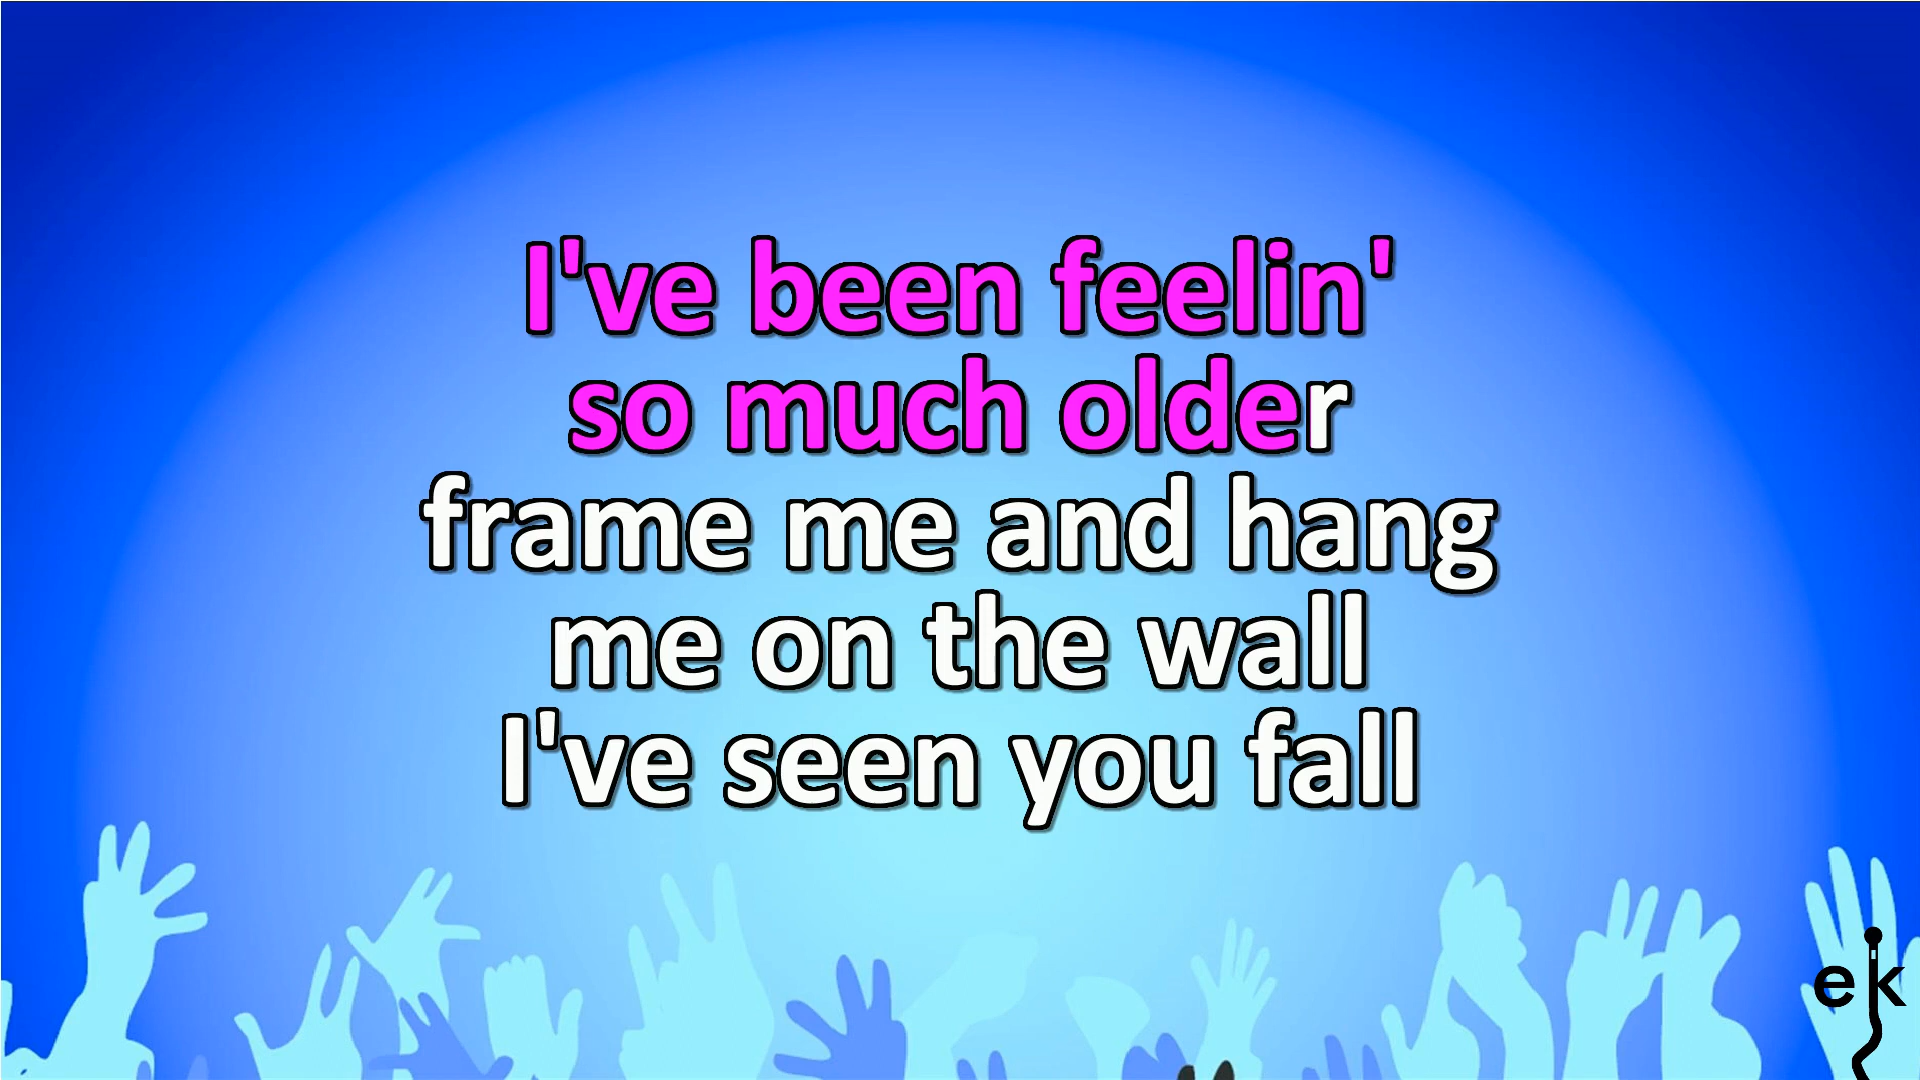 I've been feelin'
so much older
frame me and hang
me on the wall
I've seen you fall
ek